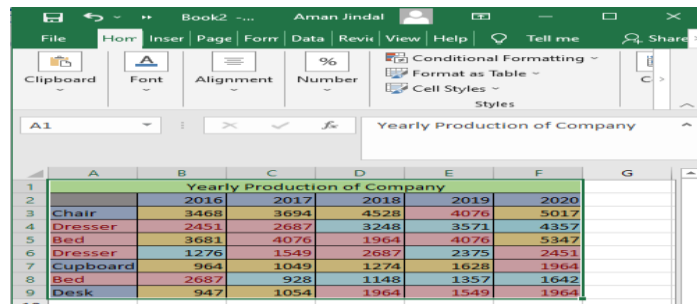 Book2 -... Aman Jindal
File Hom Inser Page Forn Data Revie View Help Tell me Share
Clipboard Font Alignment Number % Conditional Formatting
Format as Table
Cell Styles
Styles
A1 fx Yearly Production of Company
A B C D E F G
1 Yearly Production of Company
2 2016 2017 2018 2019 2020
3 Chair 3468 3694 4528 4076 5017
4 Dresser 2451 2687 3248 3571 4357
5 Bed 3681 4076 1964 4076 5347
6 Dresser 1276 1549 2687 2375 2451
7 Cupboard 964 1049 1274 1628 1964
8 Bed 2687 928 1148 1357 1642
9 Desk 947 1054 1964 1549 1964